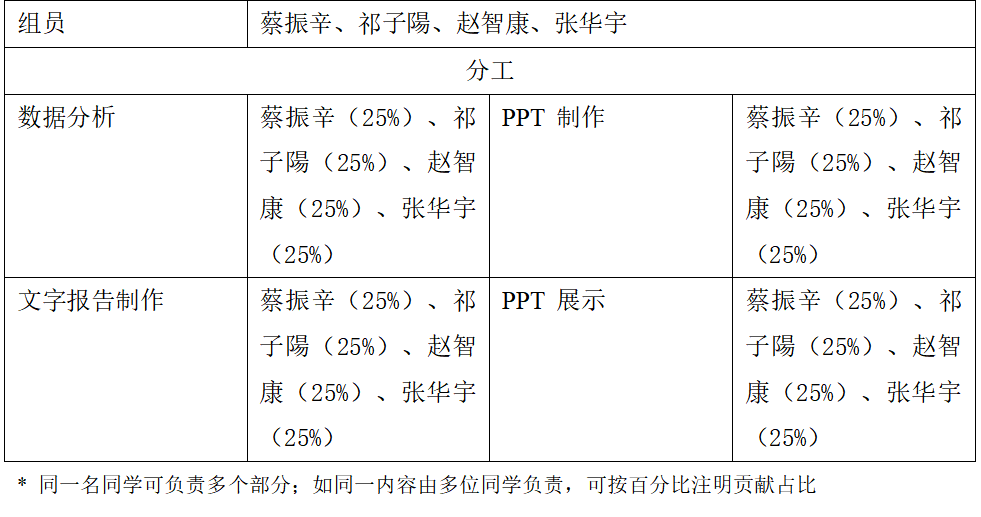 组员
蔡振辛、祁子陽、赵智康、张华宇
分工
数据分析
蔡振辛（25%）、祁
子陽（25%）、赵智
康（25%）、张华宇
（25%）
PPT 制作
蔡振辛（25%）、祁
子陽（25%）、赵智
康（25%）、张华宇
（25%）
文字报告制作
蔡振辛（25%）、祁
子陽（25%）、赵智
康（25%）、张华宇
（25%）
PPT 展示
蔡振辛（25%）、祁
子陽（25%）、赵智
康（25%）、张华宇
（25%）
* 同一名同学可负责多个部分；如同一内容由多位同学负责，可按百分比注明贡献占比